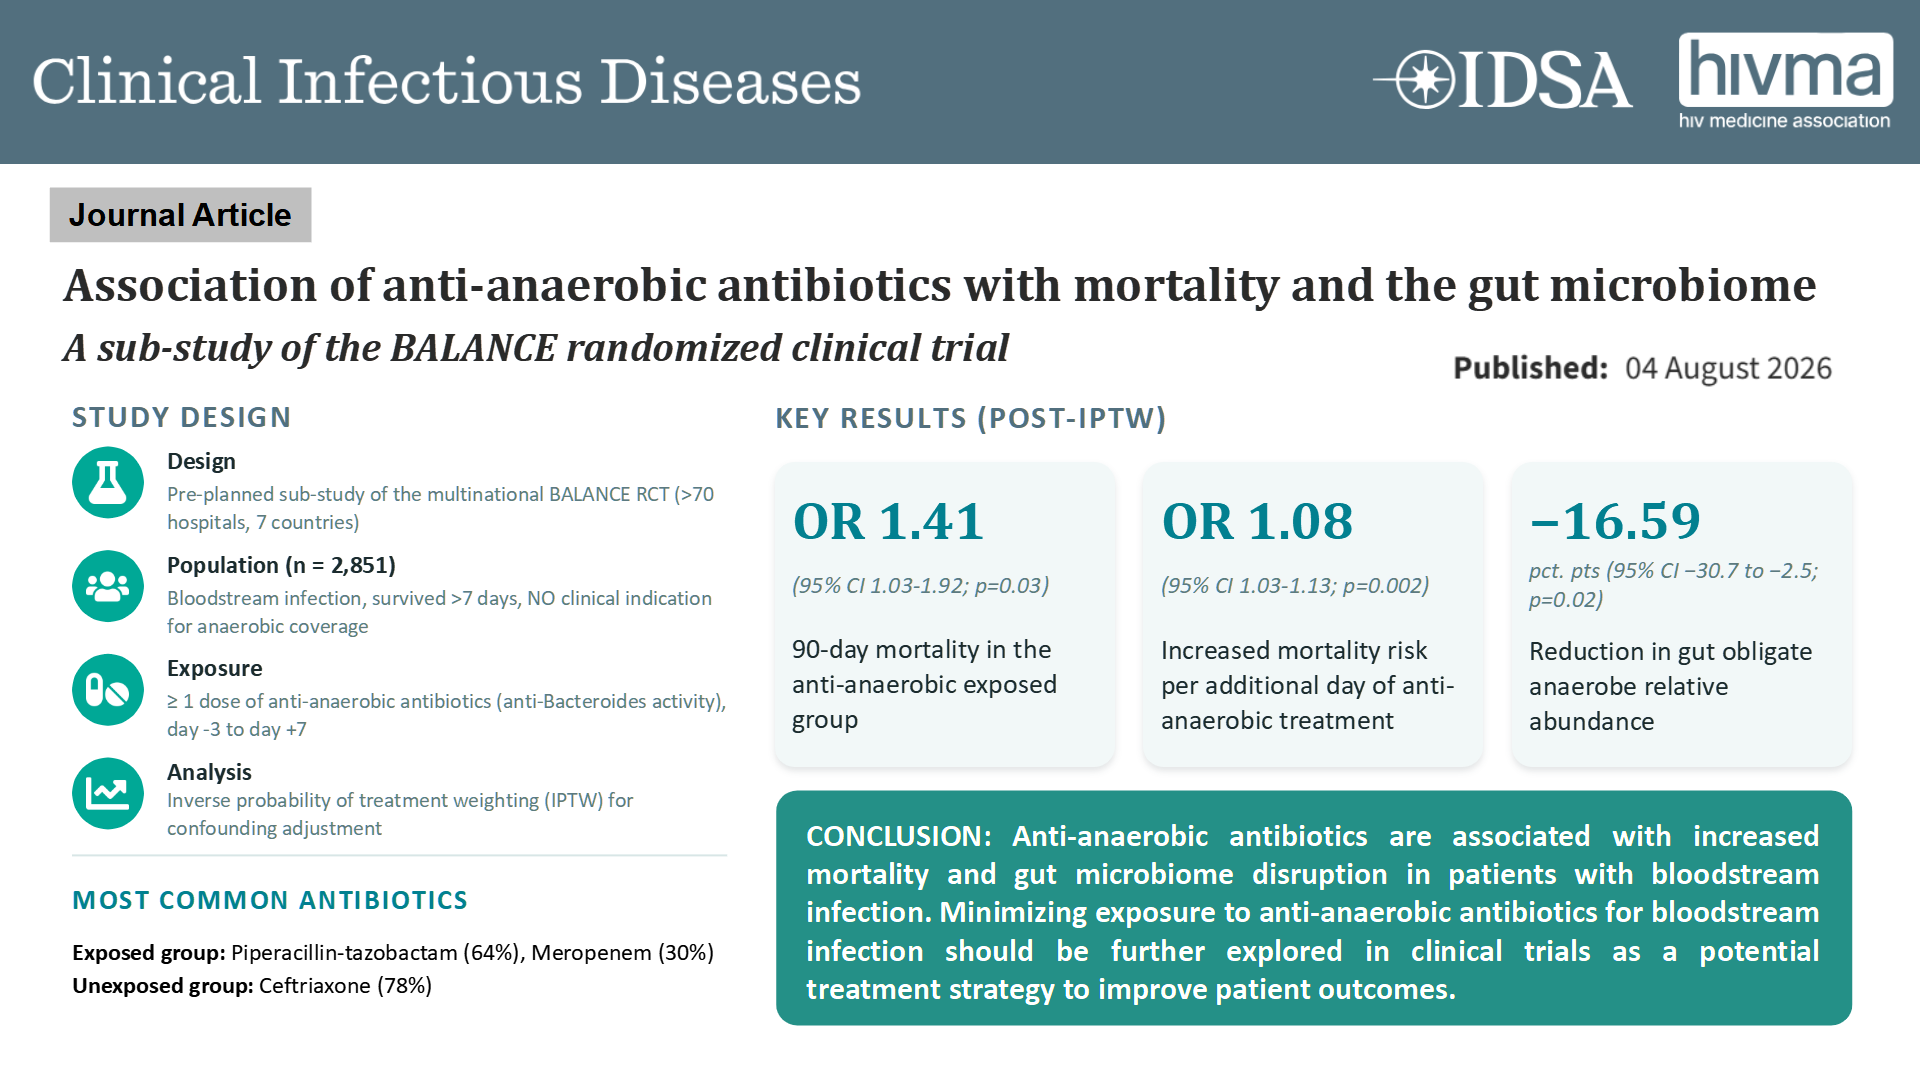 Clinical Infectious Diseases
IDSA
hivma
hiv medicine association
Journal Article
Association of anti-anaerobic antibiotics with mortality and the gut microbiome
A sub-study of the BALANCE randomized clinical trial
Published: 04 August 2026
STUDY DESIGN
Design
Pre-planned sub-study of the multinational BALANCE RCT (>70
hospitals, 7 countries)
Population (n = 2,851)
Bloodstream infection, survived >7 days, NO clinical indication
for anaerobic coverage
Exposure
≥ 1 dose of anti-anaerobic antibiotics (anti-Bacteroides activity),
day -3 to day +7
Analysis
Inverse probability of treatment weighting (IPTW) for
confounding adjustment
MOST COMMON ANTIBIOTICS
Exposed group: Piperacillin-tazobactam (64%), Meropenem (30%)
Unexposed group: Ceftriaxone (78%)
KEY RESULTS (POST-IPTW)
OR 1.41
(95% CI 1.03-1.92; p=0.03)
90-day mortality in the
anti-anaerobic exposed
group
OR 1.08
(95% CI 1.03-1.13; p=0.002)
Increased mortality risk
per additional day of anti-
anaerobic treatment
−16.59
pct. pts (95% CI −30.7 to −2.5;
p=0.02)
Reduction in gut obligate
anaerobe relative
abundance
CONCLUSION: Anti-anaerobic antibiotics are associated with increased
mortality and gut microbiome disruption in patients with bloodstream
infection. Minimizing exposure to anti-anaerobic antibiotics for bloodstream
infection should be further explored in clinical trials as a potential
treatment strategy to improve patient outcomes.